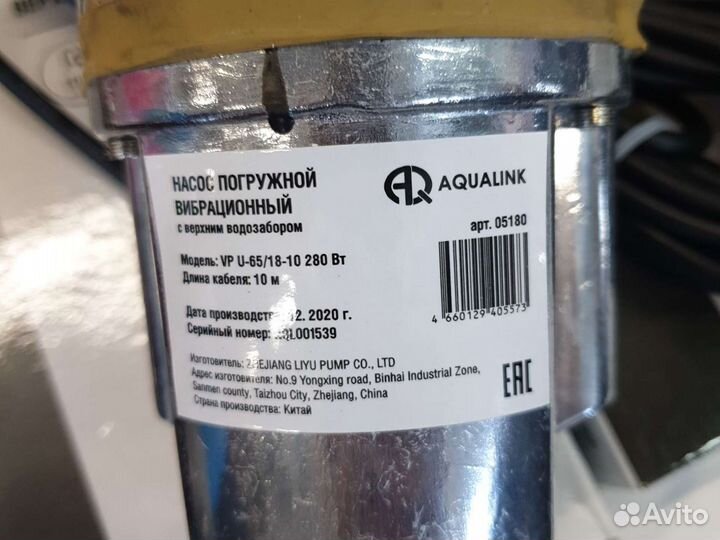 НАСОС ПОГРУЖНОЙ
ВИБРАЦИОННЫЙ
с верхним водозабором
AQUALINK
арт. 05180
Модель: VP U-65/18-10 280 Вт
Длина кабеля: 10 м
4 660129 405573
2020 г.
Серийный номер:
Изготовитель: ZHEJIANG LIYU PUMP CO., LTD
Адрес изготовителя: No.9 Yongxing road, Binhai Industrial Zone,
Sanmen county, Taizhou City, Zhejiang, China
Страна производства: Китай
EAC
Avito